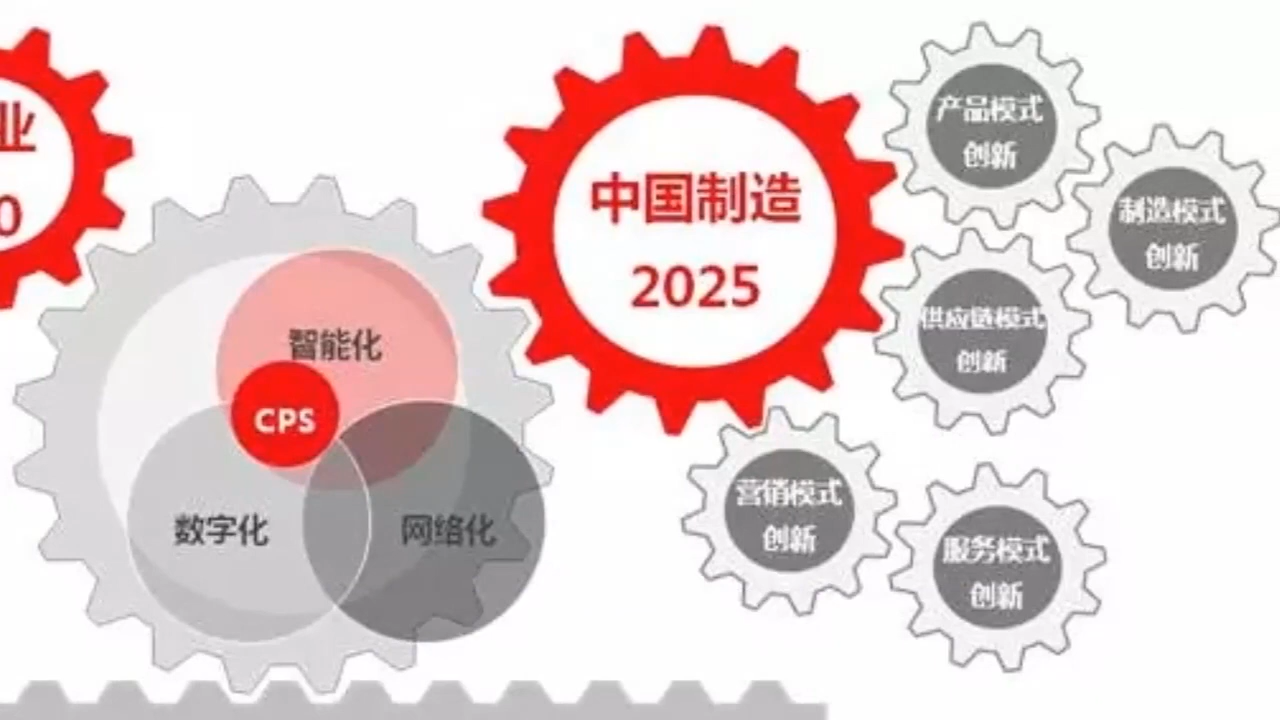 业
0
智能化
CPS
数字化
网络化
中国制造
2025
产品模式
创新
制造模式
创新
供应链模式
创新
营销模式
创新
服务模式
创新